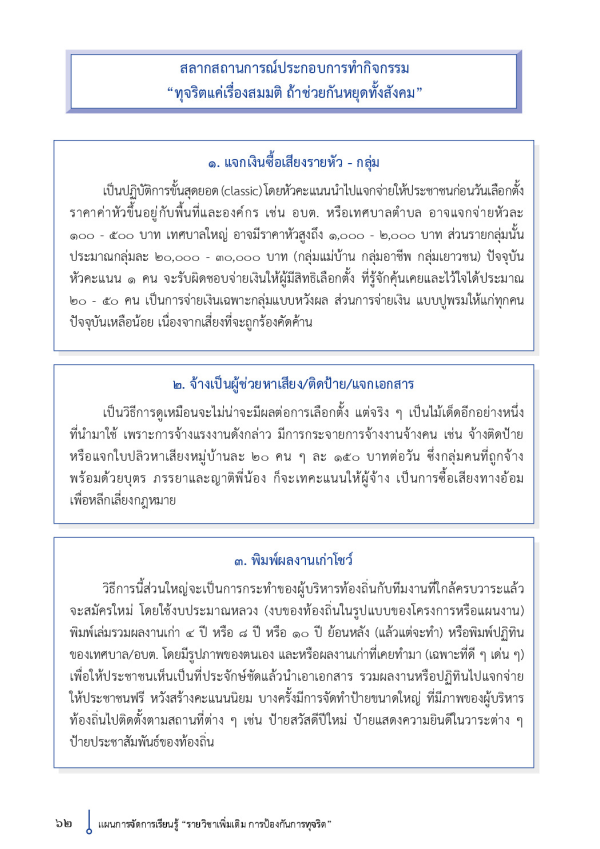 สลากสถานการณ์ประกอบการทำกิจกรรม
“ทุจริตแค่เรื่องสมมติ ถ้าช่วยกันหยุดทั้งสังคม”
๑. แจกเงินซื้อเสียงรายหัว - กลุ่ม
เป็นปฏิบัติการขั้นสุดยอด (classic) โดยหัวคะแนนนำไปแจกจ่ายให้ประชาชนก่อนวันเลือกตั้ง
ราคาค่าหัวขึ้นอยู่กับพื้นที่และองค์กร เช่น อบต. หรือเทศบาลตำบล อาจแจกจ่ายหัวละ
๑๐๐ - ๕๐๐ บาท เทศบาลใหญ่ อาจมีราคาหัวสูงถึง ๑,๐๐๐ - ๒,๐๐๐ บาท ส่วนรายกลุ่มนั้น
ประมาณกลุ่มละ ๒๐,๐๐๐ - ๓๐,๐๐๐ บาท (กลุ่มแม่บ้าน กลุ่มอาชีพ กลุ่มเยาวชน) ปัจจุบัน
หัวคะแนน ๑ คน จะรับผิดชอบจ่ายเงินให้ผู้มีสิทธิเลือกตั้ง ที่รู้จักคุ้นเคยและไว้ใจได้ประมาณ
๒๐ - ๕๐ คน เป็นการจ่ายเงินเฉพาะกลุ่มแบบหวังผล ส่วนการจ่ายเงิน แบบปูพรมให้แก่ทุกคน
ปัจจุบันเหลือน้อย เนื่องจากเสี่ยงที่จะถูกร้องคัดค้าน
๒. จ้างเป็นผู้ช่วยหาเสียง/ติดป้าย/แจกเอกสาร
เป็นวิธีการดูเหมือนจะไม่น่าจะมีผลต่อการเลือกตั้ง แต่จริง ๆ เป็นไม้เด็ดอีกอย่างหนึ่ง
ที่นำมาใช้ เพราะการจ้างแรงงานดังกล่าว มีการกระจายการจ้างงานจ้างคน เช่น จ้างติดป้าย
หรือแจกใบปลิวหาเสียงหมู่บ้านละ ๒๐ คน ๆ ละ ๑๕๐ บาทต่อวัน ซึ่งกลุ่มคนที่ถูกจ้าง
พร้อมด้วยบุตร ภรรยาและญาติพี่น้อง ก็จะเทคะแนนให้ผู้จ้าง เป็นการซื้อเสียงทางอ้อม
เพื่อหลีกเลี่ยงกฎหมาย
๓. พิมพ์ผลงานเก่าโชว์
วิธีการนี้ส่วนใหญ่จะเป็นการกระทำของผู้บริหารท้องถิ่นกับทีมงานที่ใกล้ครบวาระแล้ว
จะสมัครใหม่ โดยใช้งบประมาณหลวง (งบของท้องถิ่นในรูปแบบของโครงการหรือแผนงาน)
พิมพ์เล่มรวมผลงานเก่า ๔ ปี หรือ ๘ ปี หรือ ๑๐ ปี ย้อนหลัง (แล้วแต่จะทำ) หรือพิมพ์ปฏิทิน
ของเทศบาล/อบต. โดยมีรูปภาพของตนเอง และหรือผลงานเก่าที่เคยทำมา (เฉพาะที่ดี ๆ เด่น ๆ)
เพื่อให้ประชาชนเห็นเป็นที่ประจักษ์ชัดแล้วนำเอาเอกสาร รวมผลงานหรือปฏิทินไปแจกจ่าย
ให้ประชาชนฟรี หวังสร้างคะแนนนิยม บางครั้งมีการจัดทำป้ายขนาดใหญ่ ที่มีภาพของผู้บริหาร
ท้องถิ่นไปติดตั้งตามสถานที่ต่าง ๆ เช่น ป้ายสวัสดีปีใหม่ ป้ายแสดงความยินดีในวาระต่าง ๆ
ป้ายประชาสัมพันธ์ของท้องถิ่น
๖๒ แผนการจัดการเรียนรู้ “รายวิชาเพิ่มเติม การป้องกันการทุจริต”